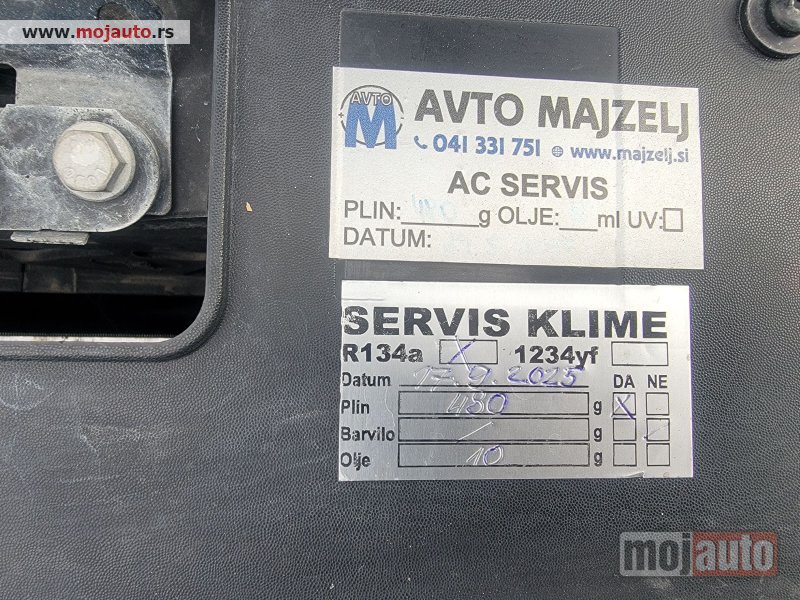 www.mojauto.rs
AVTO
M
AVTO MAJZELJ
041 331 751 www.majzelj.si
AC SERVIS
PLIN: g OLJE: ml UV:
DATUM:
SERVIS KLIME
R134a X 1234yf
Datum 17.9.2025 DA NE
Plin 480 g X
Barvilo / g
Olje 10 g
mojauto